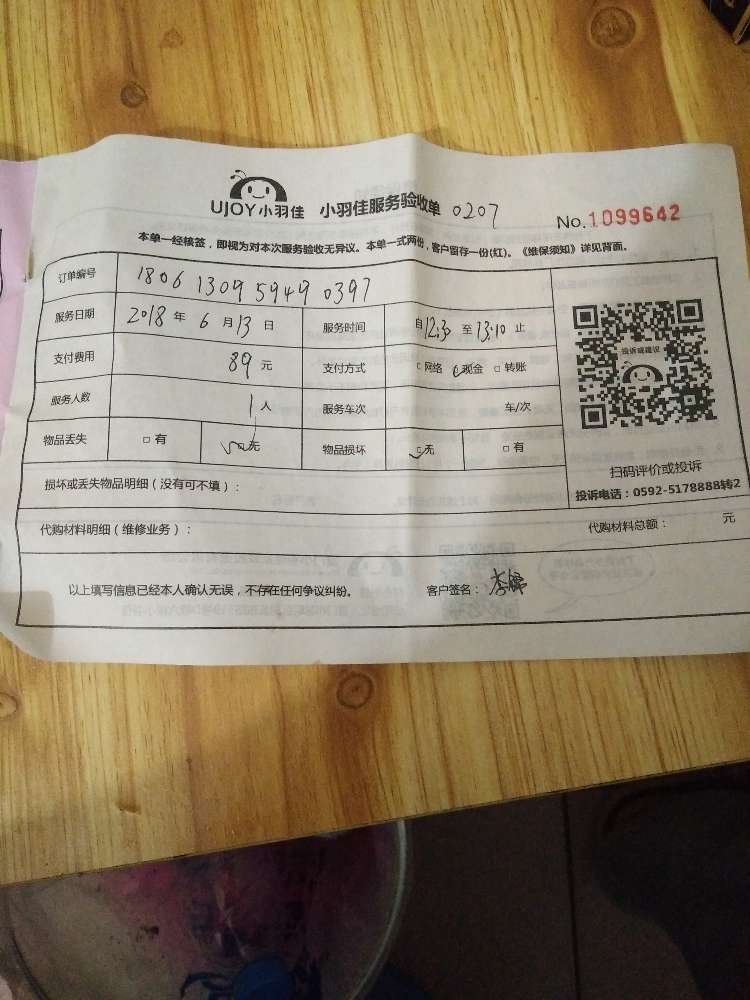 UJOY小羽佳 小羽佳服务验收单 0207
No.1099642
本单一经核签，即视为对本次服务验收无异议。本单一式两份，客户留存一份(红)。《维保须知》详见背面。
订单编号 1806 1309 5949 0397
服务日期 2018 年 6 月 13 日 服务时间 自 12:30 至 13:10 止
支付费用 89 元 支付方式 □ 网络 □ 现金 □ 转账
服务人数 1 人 服务车次 车/次
物品丢失 □ 有 ✓□ 无 物品损坏 ✓□ 无 □ 有
投诉或建议
扫码评价或投诉
投诉电话：0592-5178888转2
损坏或丢失物品明细（没有可不填）：
代购材料明细（维修业务）： 代购材料总额： 元
以上填写信息已经本人确认无误，不存在任何争议纠纷。 客户签名： 李